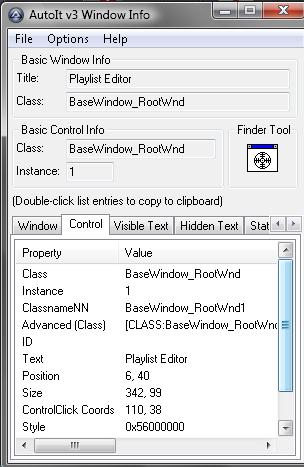 AutoIt v3 Window Info
File Options Help
Basic Window Info
Title: Playlist Editor
Class: BaseWindow_RootWnd
Basic Control Info
Class: BaseWindow_RootWnd
Instance: 1
Finder Tool
(Double-click list entries to copy to clipboard)
Window Control Visible Text Hidden Text Stat
Property Value
Class BaseWindow_RootWnd
Instance 1
ClassnameNN BaseWindow_RootWnd1
Advanced (Class) [CLASS:BaseWindow_RootWnd
ID
Text Playlist Editor
Position 6, 40
Size 342, 99
ControlClick Coords 110, 38
Style 0x56000000